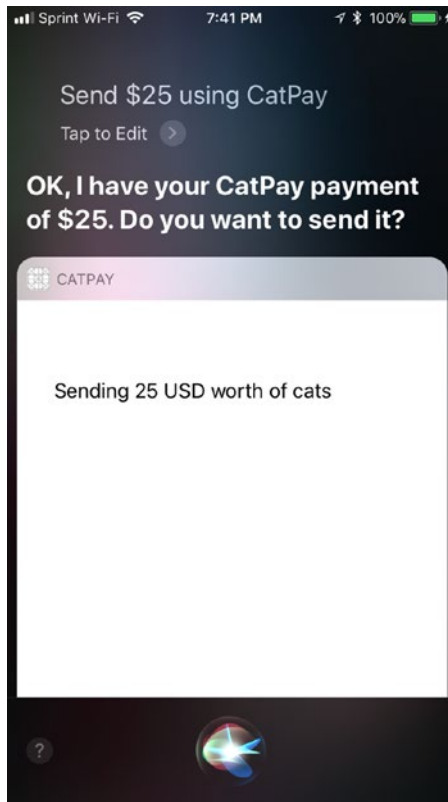 Sprint Wi-Fi 7:41 PM 100%
Send $25 using CatPay
Tap to Edit
OK, I have your CatPay payment
of $25. Do you want to send it?
CATPAY
Sending 25 USD worth of cats
?